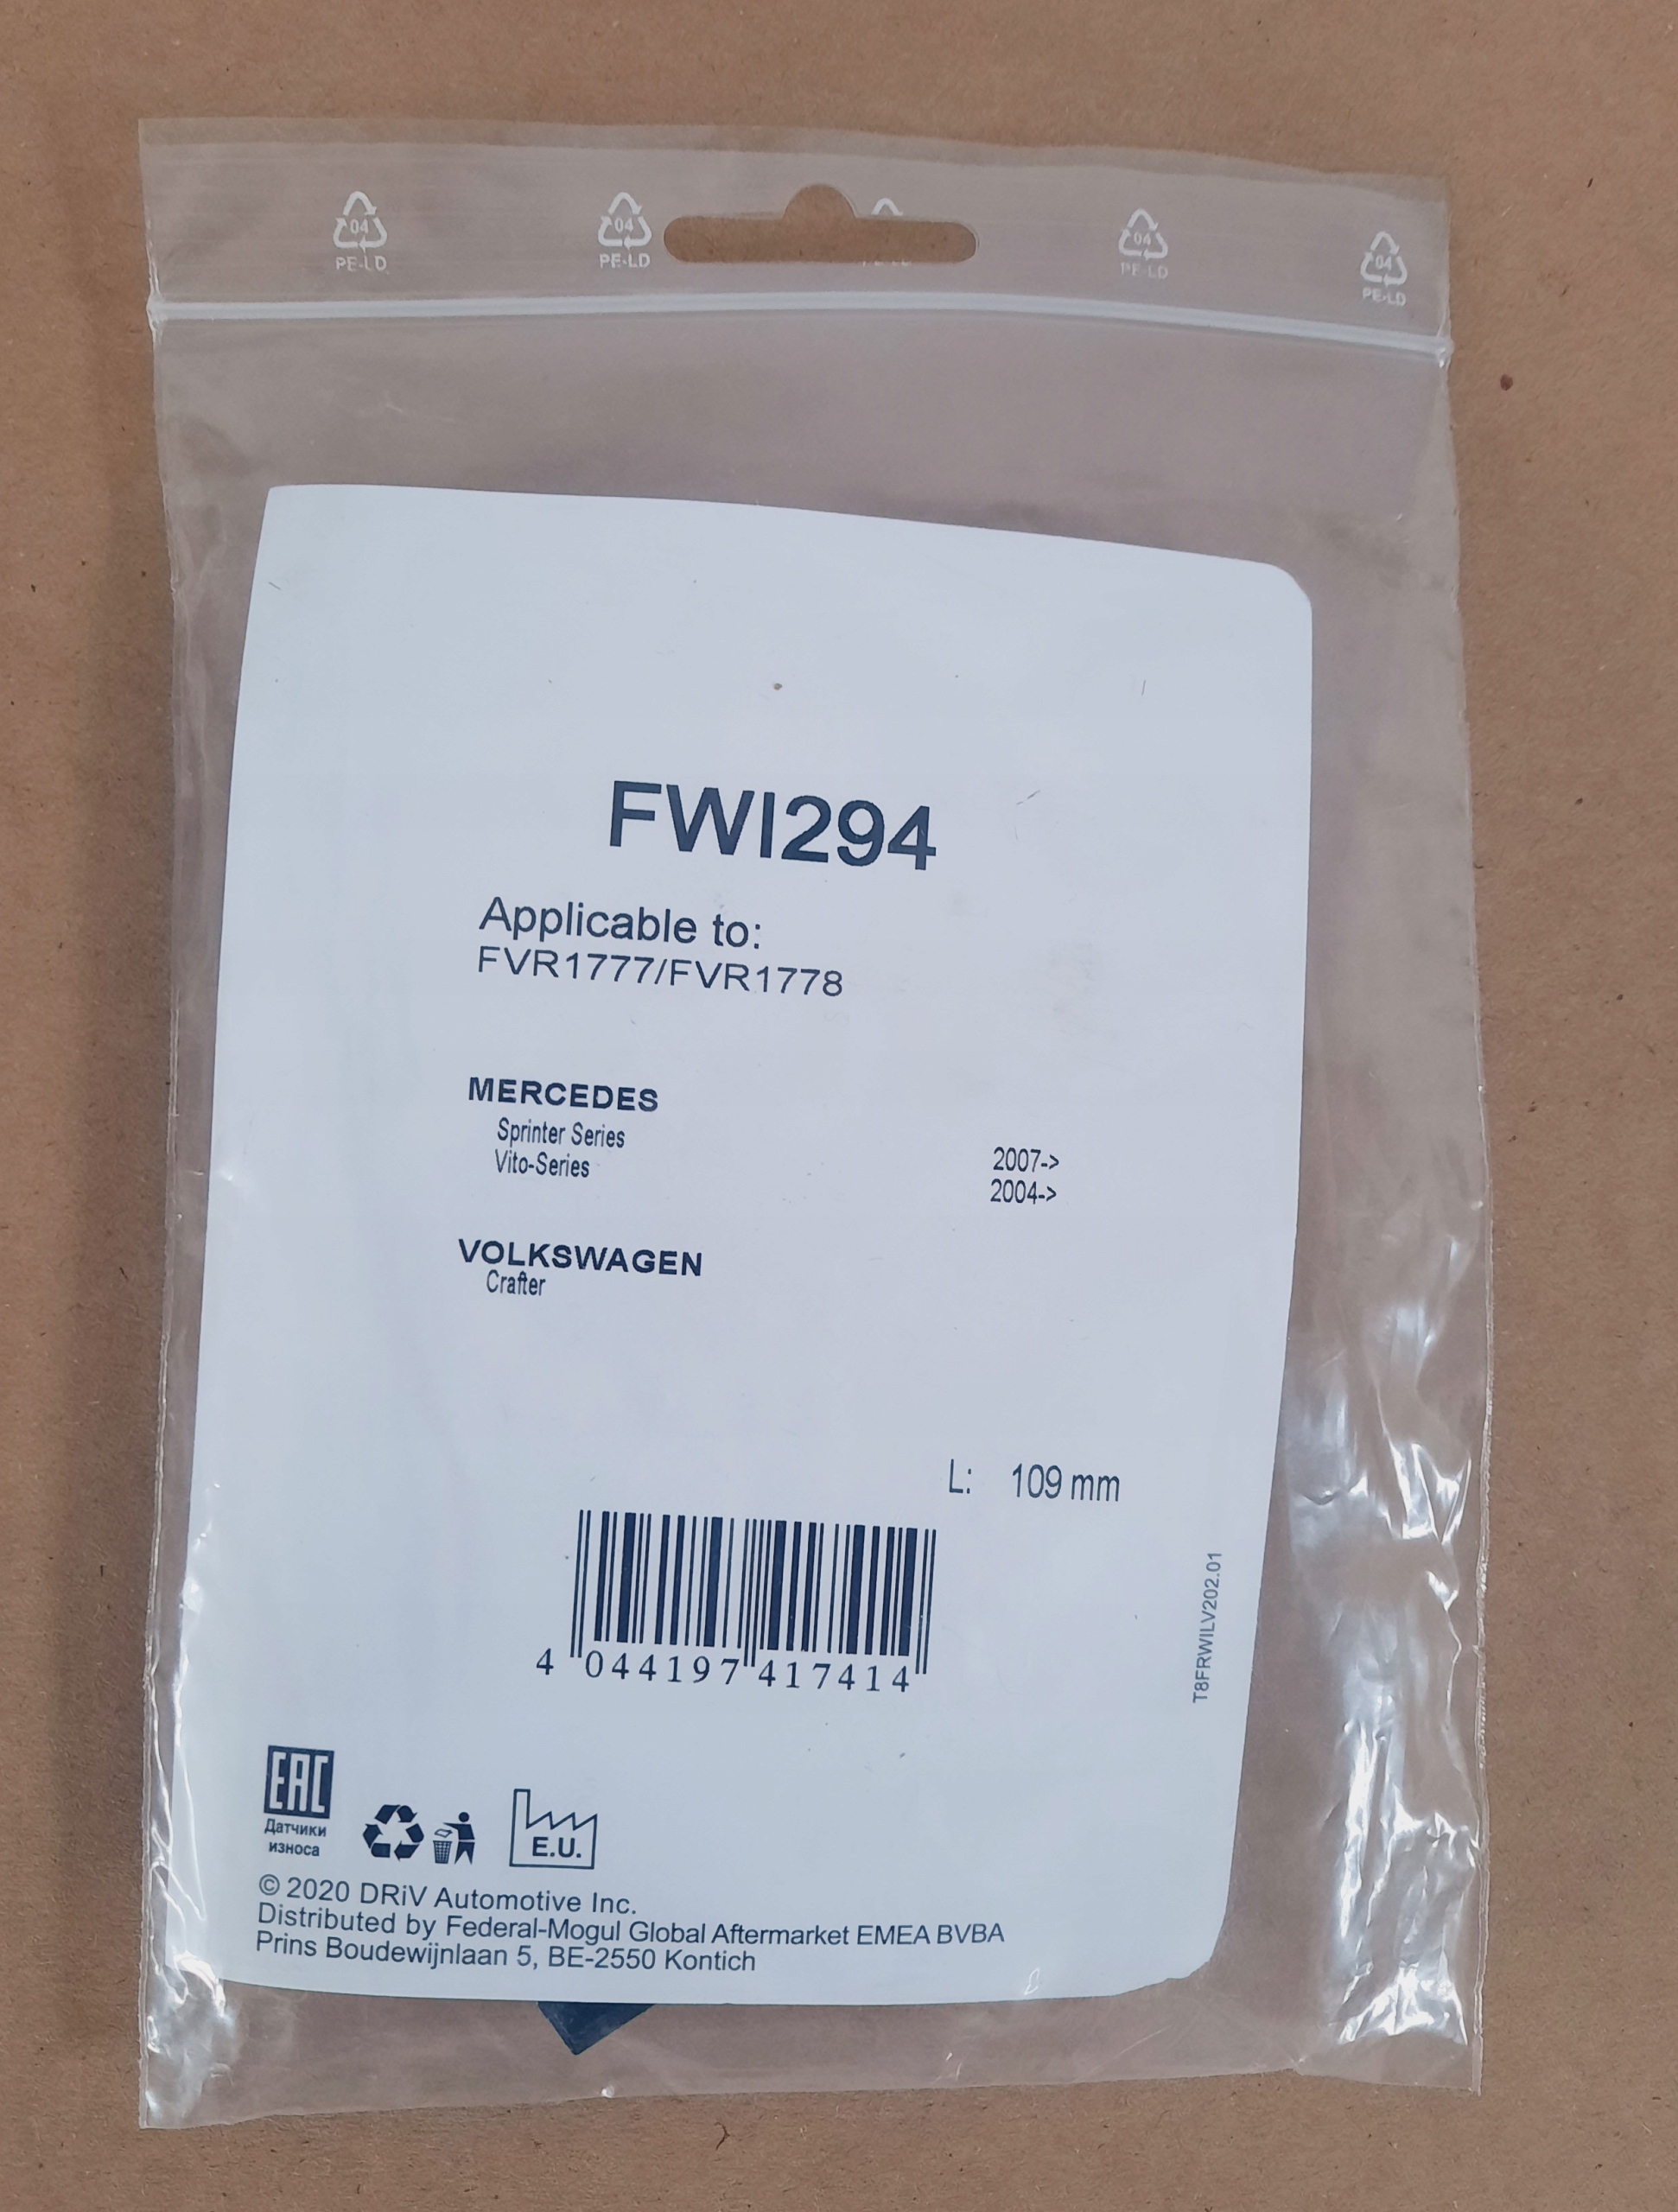 04 04 04 04
PE-LD PE-LD PE-LD PE-LD
FWI294
Applicable to:
FVR1777/FVR1778
MERCEDES
Sprinter Series 2007->
Vito-Series 2004->
VOLKSWAGEN
Crafter
L: 109 mm
4 044197 417414
T8FRWILV202.01
EAC
Датчики
износа
E.U.
© 2020 DRiV Automotive Inc.
Distributed by Federal-Mogul Global Aftermarket EMEA BVBA
Prins Boudewijnlaan 5, BE-2550 Kontich